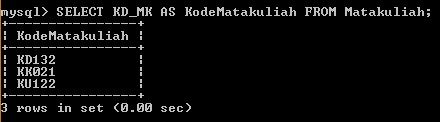 mysql> SELECT KD_MK AS KodeMatakuliah FROM Matakuliah;
+----------------+
| KodeMatakuliah |
+----------------+
| KD132          |
| KK021          |
| KU122          |
+----------------+
3 rows in set (0.00 sec)